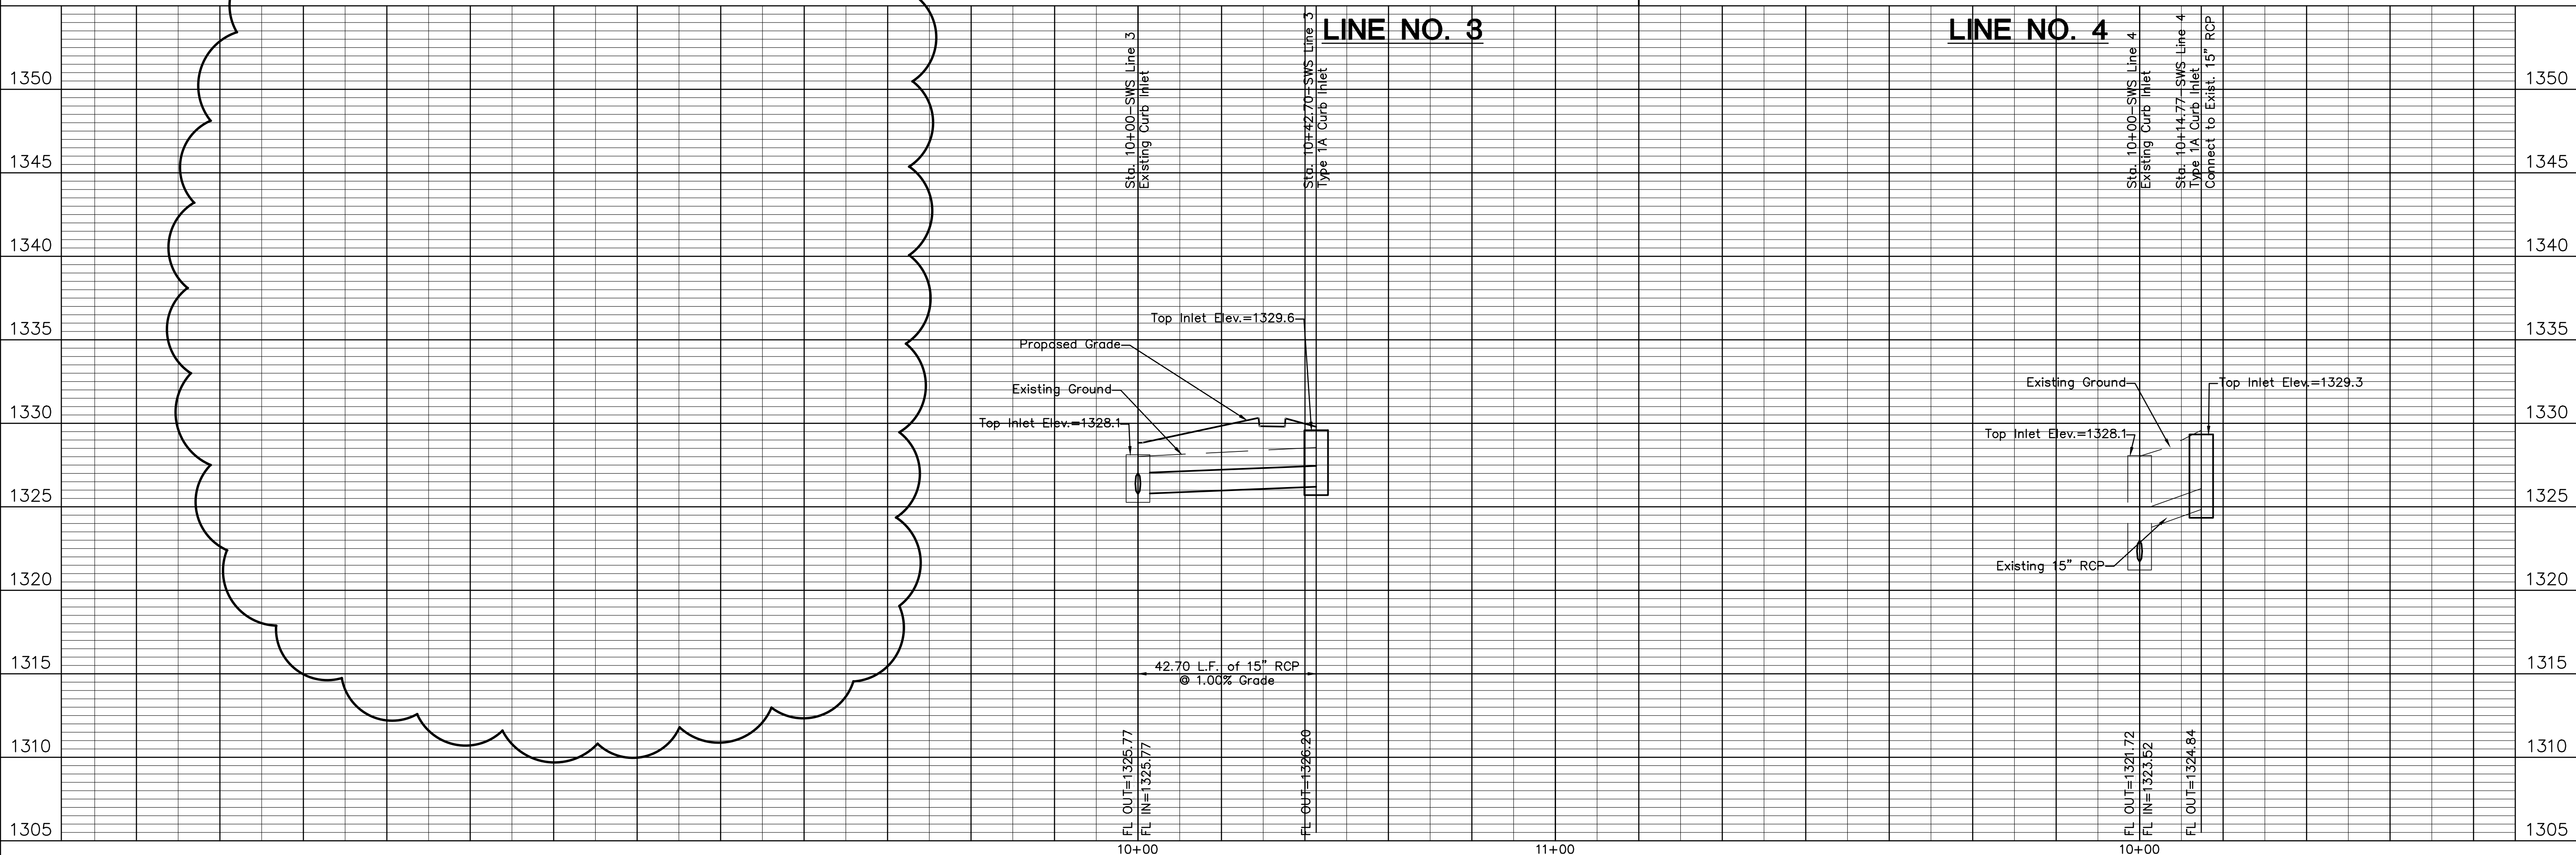 LINE NO. 3
LINE NO. 4
Sta. 10+00-SWS Line 3
Existing Curb Inlet
Sta. 10+42.70-SWS Line 3
Type 1A Curb Inlet
Sta. 10+00-SWS Line 4
Existing Curb Inlet
Sta. 10+14.77-SWS Line 4
Type 1A Curb Inlet
Connect to Exist. 15" RCP
1350
1350
1345
1345
1340
1340
1335
1335
1330
1330
1325
1325
1320
1320
1315
1315
1310
1310
1305
1305
Top Inlet Elev.=1329.6
Proposed Grade
Existing Ground
Top Inlet Elev.=1328.1
Existing Ground
Top Inlet Elev.=1329.3
Top Inlet Elev.=1328.1
Existing 15" RCP
42.70 L.F. of 15" RCP
@ 1.00% Grade
FL OUT=1325.77
FL IN=1325.77
FL OUT=1326.20
FL OUT=1321.72
FL IN=1323.52
FL OUT=1324.84
10+00
11+00
10+00